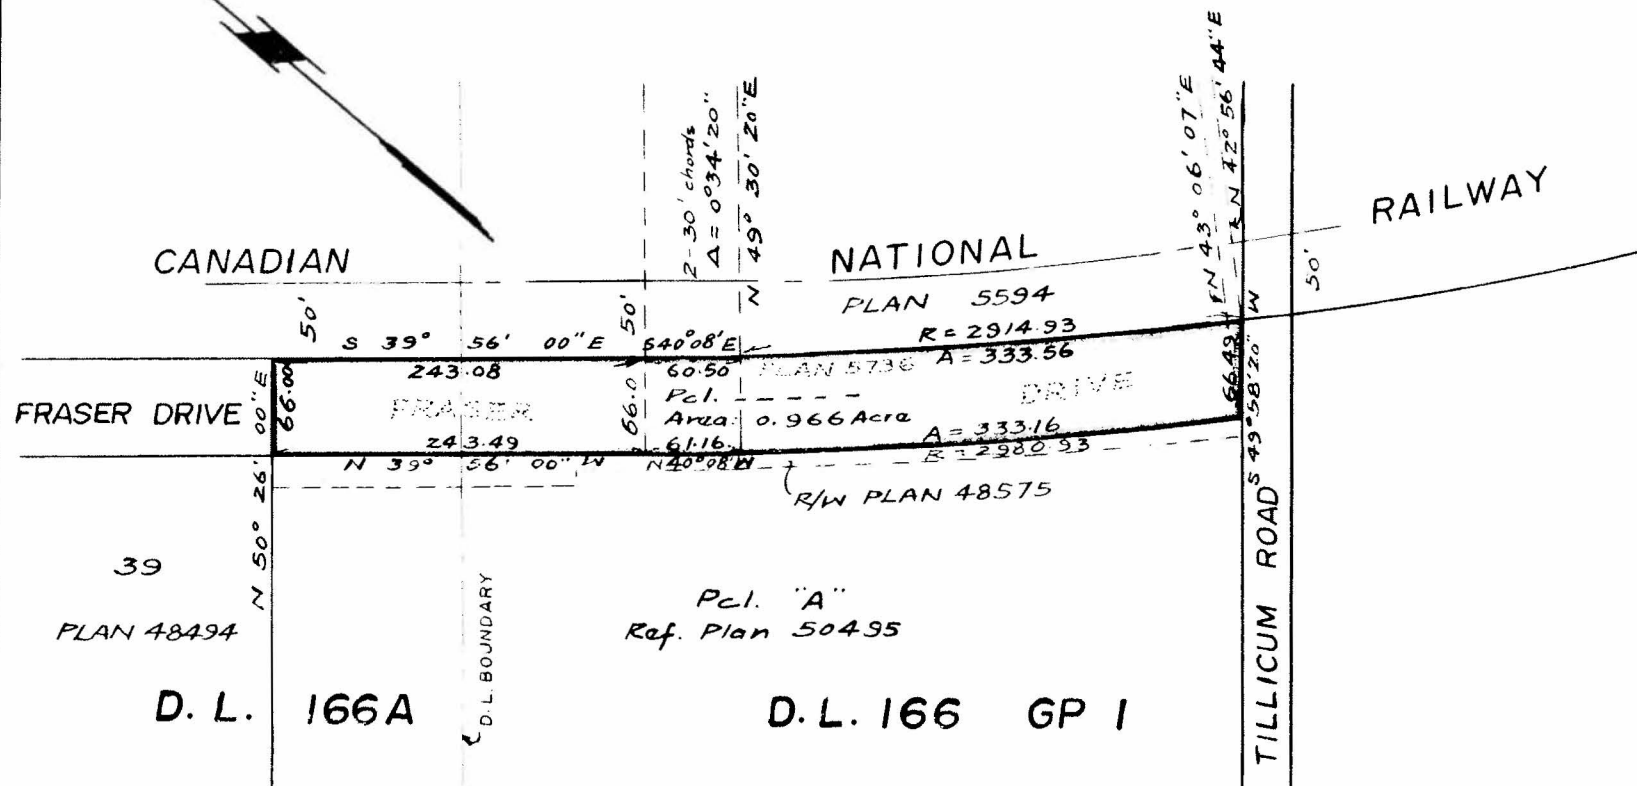 CANADIAN NATIONAL RAILWAY
PLAN 5594
2-30' chords
Δ = 0°34'20"
N 49° 30' 20" E
N 43° 06' 07" E
N 42° 56' 44" E
50'
50'
50'
S 39° 56' 00" E
S40°08'E
R = 2914.93
243.08
60.50
PLAN 5736
A = 333.56
FRASER DRIVE
N 50° 26' 00" E
66.00
FRASER
66.0
Pcl. - - - - -
Area: 0.966 Acre
DRIVE
66.49
S 49° 58' 20" W
243.49
61.16
A = 333.16
N 39° 56' 00" W
N40°08'W
R = 2980.93
R/W PLAN 48575
39
PLAN 48494
D.L. BOUNDARY
Pcl. "A"
Ref. Plan 50495
D.L. 166A
D.L. 166 GP 1
TILLICUM ROAD